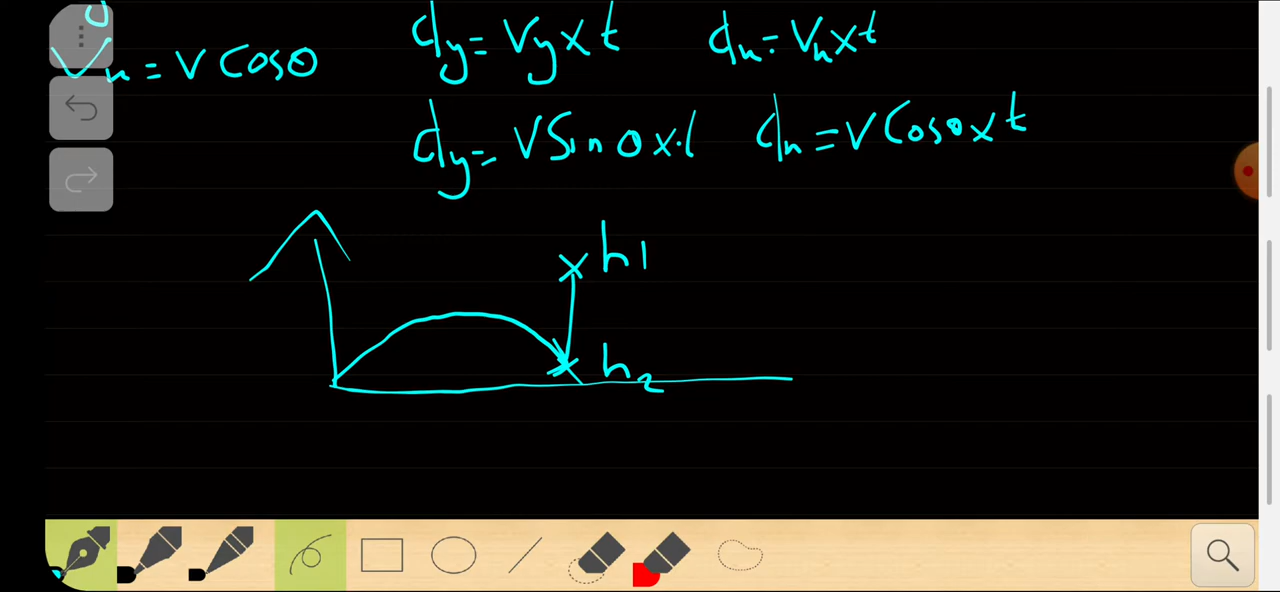 dy = Vy x t dn = Vn x t
Vn = V Cosθ
dy = V Sin θ x t dn = V Cosθ x t
h1
h2